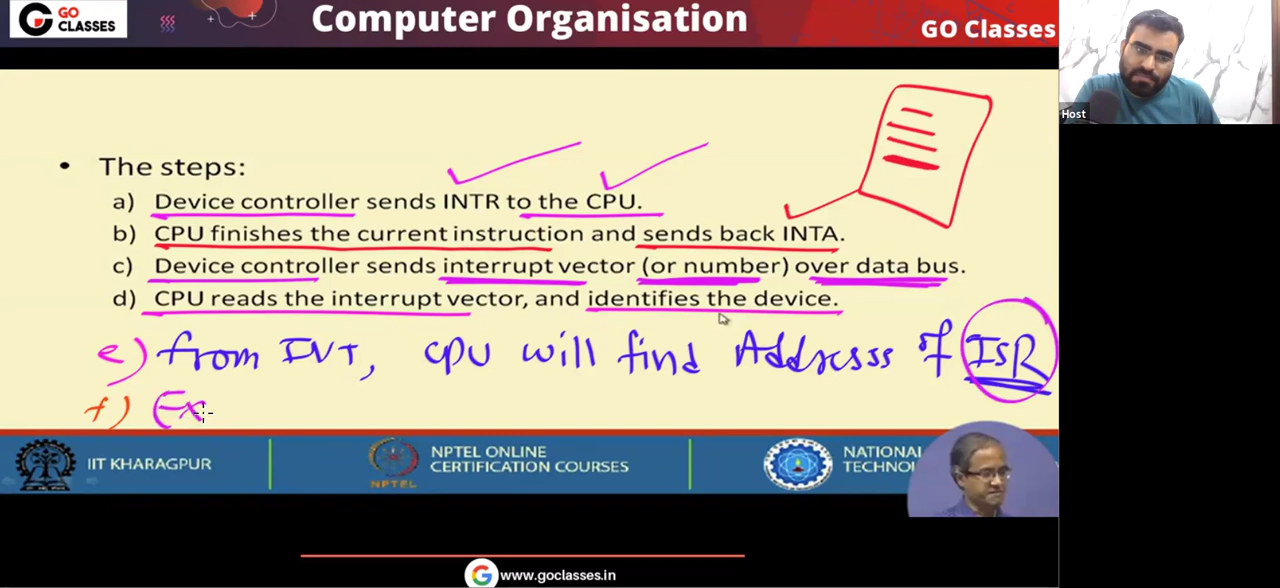 GO
CLASSES
Computer Organisation
GO Classes
Host
• The steps:
a) Device controller sends INTR to the CPU.
b) CPU finishes the current instruction and sends back INTA.
c) Device controller sends interrupt vector (or number) over data bus.
d) CPU reads the interrupt vector, and identifies the device.
e) from IVT, CPU will find Addresss of ISR
f) Ex
IIT KHARAGPUR
NPTEL
NPTEL ONLINE
CERTIFICATION COURSES
NATIONAL
TECHNOL
www.goclasses.in